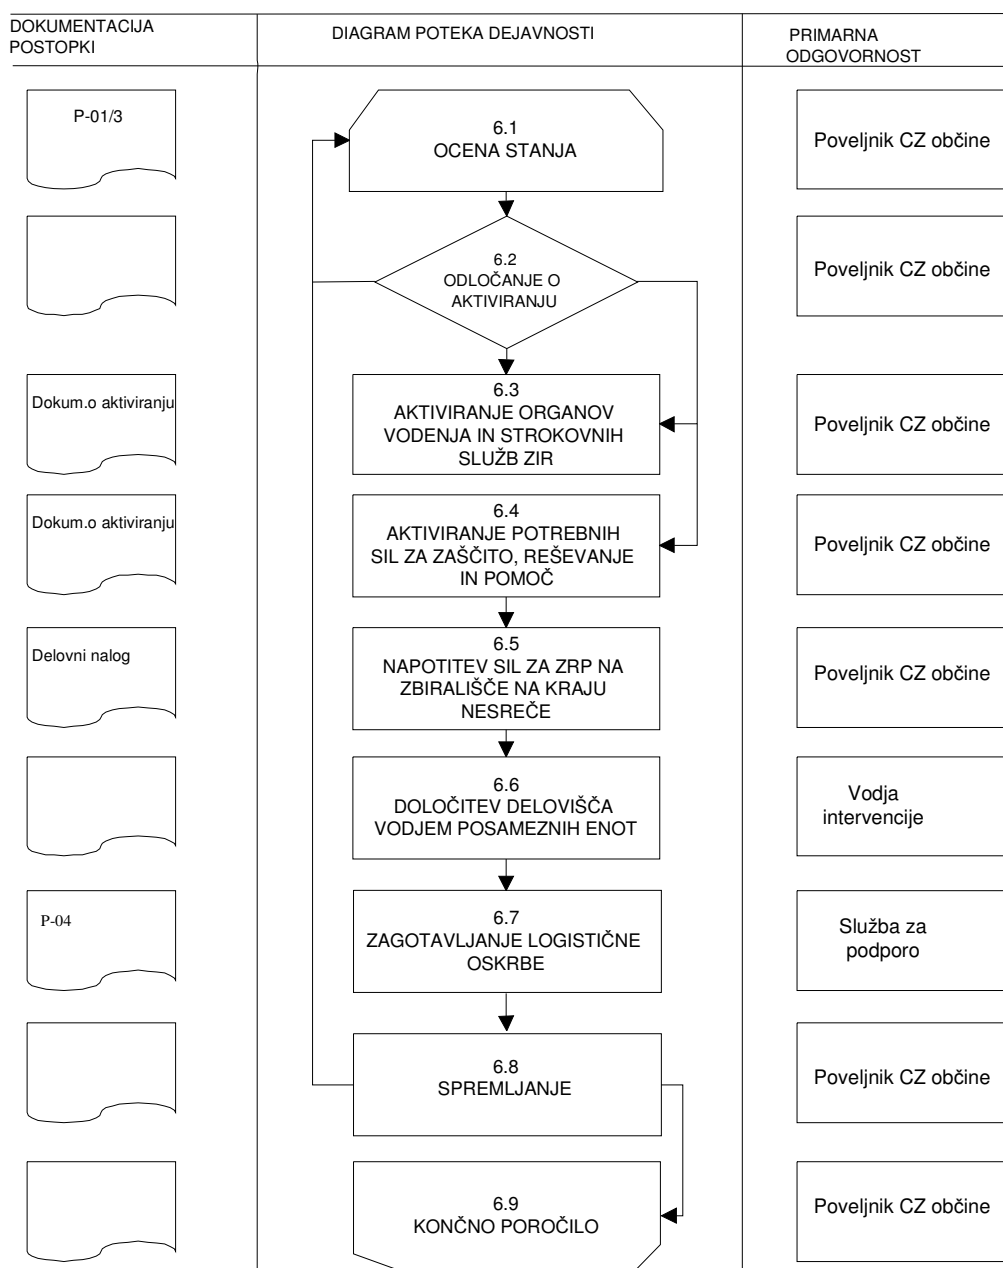 DOKUMENTACIJA
POSTOPKI
DIAGRAM POTEKA DEJAVNOSTI
PRIMARNA
ODGOVORNOST
P-01/3
6.1
OCENA STANJA
Poveljnik CZ občine
6.2
ODLOČANJE O
AKTIVIRANJU
Poveljnik CZ občine
Dokum.o aktiviranju
6.3
AKTIVIRANJE ORGANOV
VODENJA IN STROKOVNIH
SLUŽB ZIR
Poveljnik CZ občine
Dokum.o aktiviranju
6.4
AKTIVIRANJE POTREBNIH
SIL ZA ZAŠČITO, REŠEVANJE
IN POMOČ
Poveljnik CZ občine
Delovni nalog
6.5
NAPOTITEV SIL ZA ZRP NA
ZBIRALIŠČE NA KRAJU
NESREČE
Poveljnik CZ občine
6.6
DOLOČITEV DELOVIŠČA
VODJEM POSAMEZNIH ENOT
Vodja
intervencije
P-04
6.7
ZAGOTAVLJANJE LOGISTIČNE
OSKRBE
Služba za
podporo
6.8
SPREMLJANJE
Poveljnik CZ občine
6.9
KONČNO POROČILO
Poveljnik CZ občine